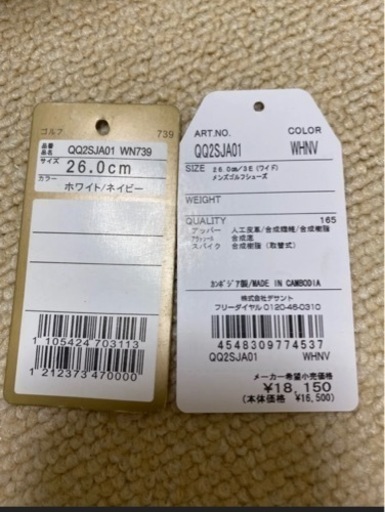 ゴルフ 739
品番
品名 QQ2SJA01 WN739
サイズ 26.0cm
カラー ホワイト/ネイビー
1 105424 703113
1 212373 470000
ART.NO. COLOR
QQ2SJA01 WHNV
SIZE 26.0cm/3E(ワイド)
メンズゴルフシューズ
WEIGHT
QUALITY 165
アッパー 人工皮革/合成繊維/合成樹脂
アウトソール 合成底
スパイク 合成樹脂(取替式)
カンボジア製/MADE IN CAMBODIA
株式会社デサント
フリーダイヤル 0120-46-0310
4548309774537
QQ2SJA01 WHNV
メーカー希望小売価格
¥18,150
(本体価格 ¥16,500)